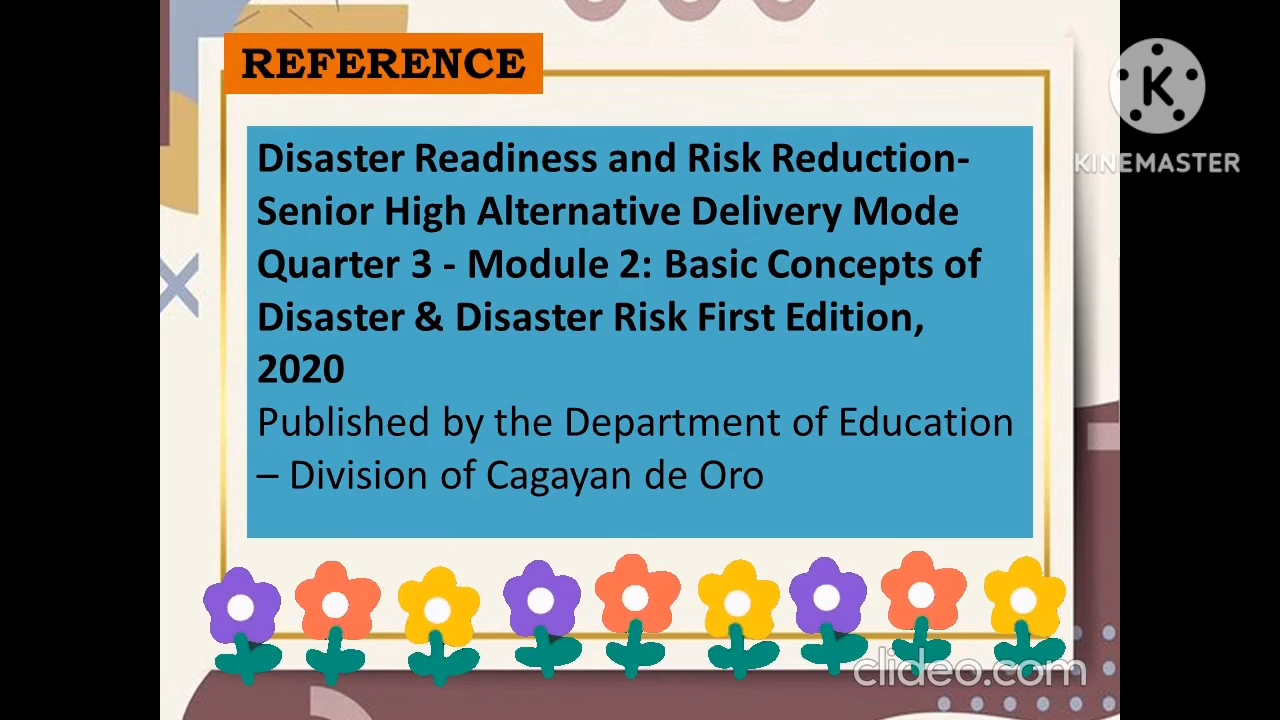 REFERENCE
K
KINEMASTER
Disaster Readiness and Risk Reduction-
Senior High Alternative Delivery Mode
Quarter 3 - Module 2: Basic Concepts of
Disaster & Disaster Risk First Edition,
2020
Published by the Department of Education
– Division of Cagayan de Oro
clideo.com